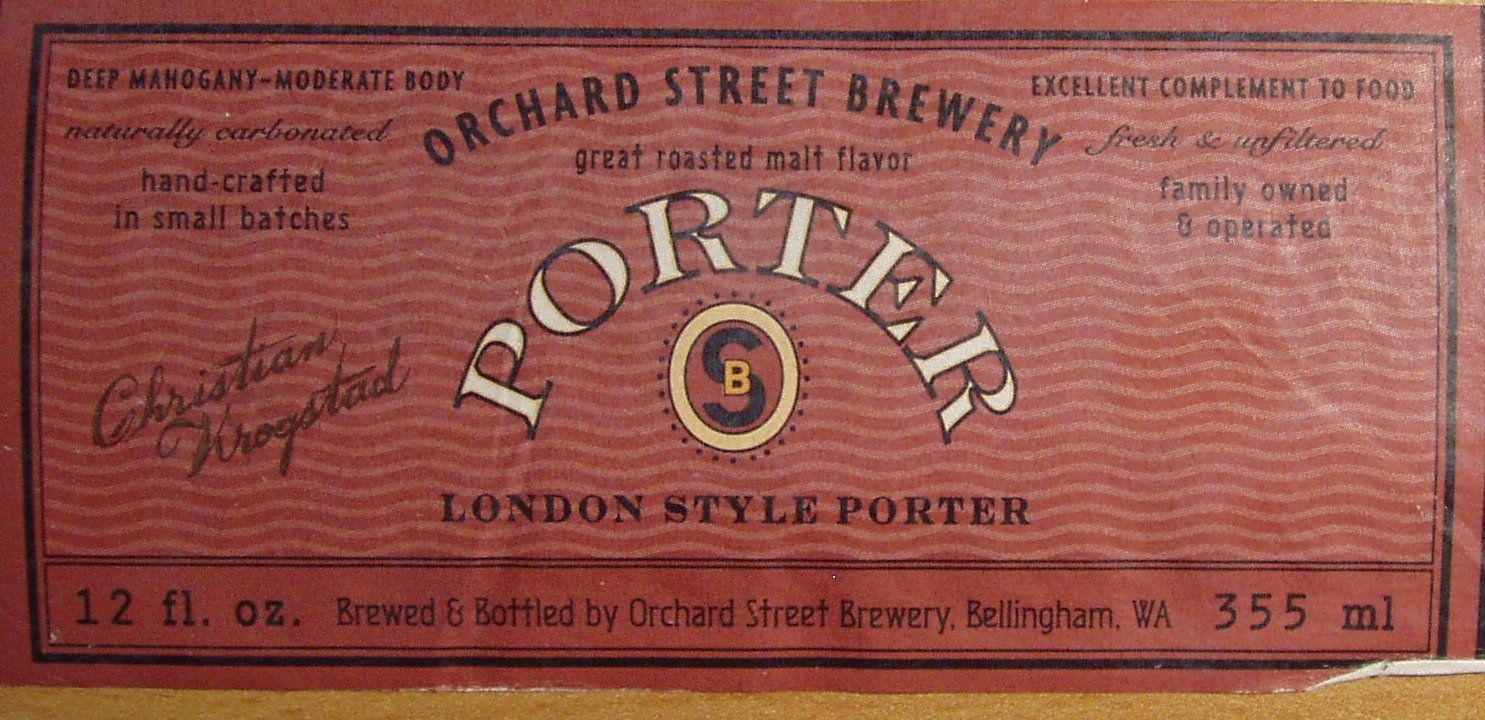 DEEP MAHOGANY-MODERATE BODY
naturally carbonated
hand-crafted
in small batches
ORCHARD STREET BREWERY
great roasted malt flavor
PORTER
SB
EXCELLENT COMPLEMENT TO FOOD
fresh & unfiltered
family owned
& operated
Christian
Krogstad
LONDON STYLE PORTER
12 fl. oz. Brewed & Bottled by Orchard Street Brewery, Bellingham, WA 355 ml